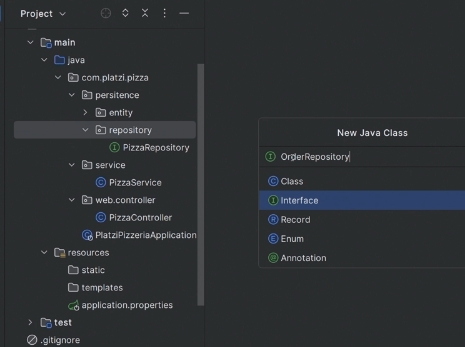 Project
main
java
com.platzi.pizza
persitence
entity
repository
PizzaRepository
service
PizzaService
web.controller
PizzaController
PlatziPizzeriaApplication
resources
static
templates
application.properties
test
.gitignore
New Java Class
OrderRepository
Class
Interface
Record
Enum
Annotation